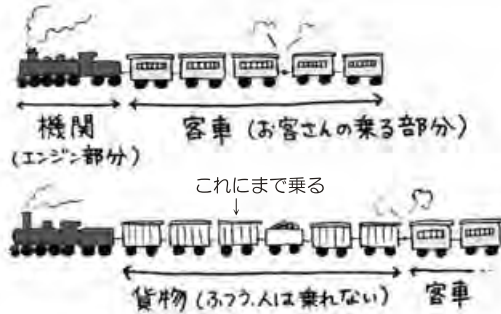 機関
(エンジン部分)
客車 (お客さんの乗る部分)
これにまで乗る
貨物 (ふつう、人は乗れない)
客車